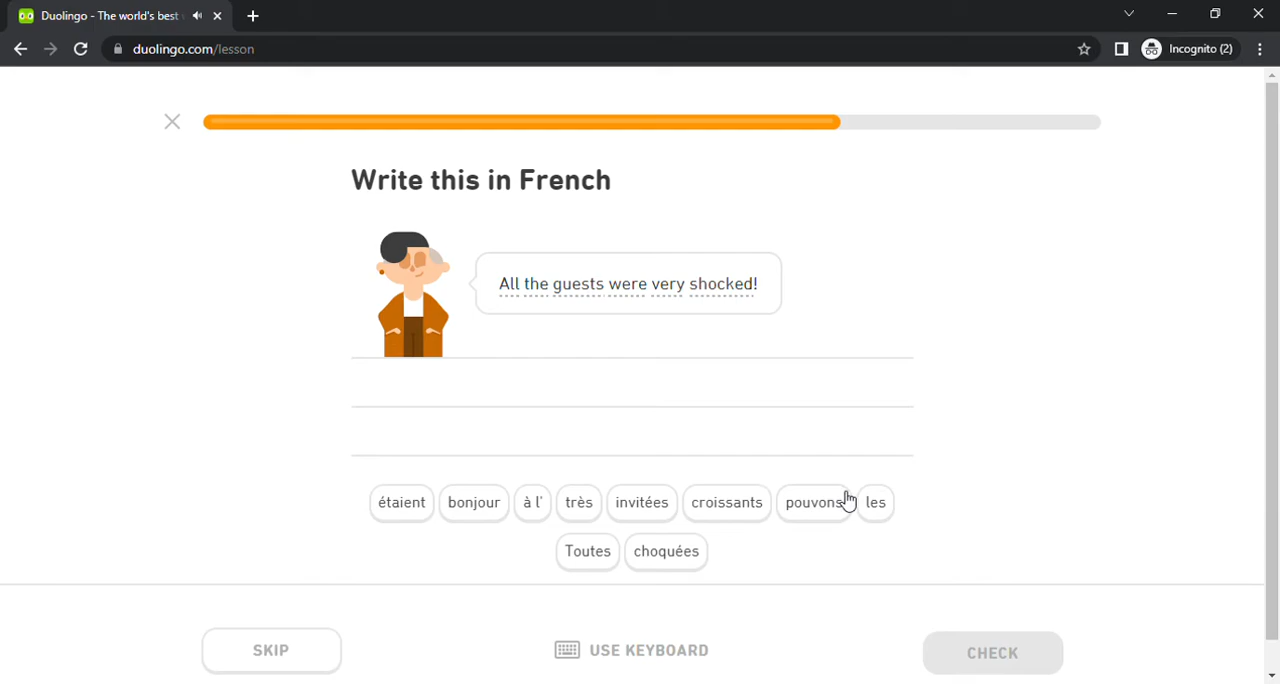 Duolingo - The world's best
duolingo.com/lesson
Incognito (2)
Write this in French
All the guests were very shocked!
étaient bonjour à l' très invitées croissants pouvons les
Toutes choquées
SKIP USE KEYBOARD CHECK